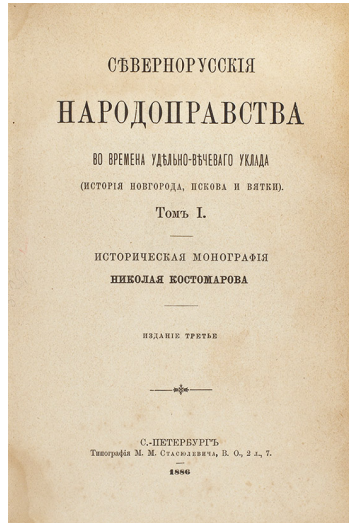 СѢВЕРНОРУССКІЯ
НАРОДОПРАВСТВА
ВО ВРЕМЕНА УДѢЛЬНО-ВѢЧЕВАГО УКЛАДА
(ИСТОРІЯ НОВГОРОДА, ПСКОВА И ВЯТКИ).
Томъ I.
ИСТОРИЧЕСКАЯ МОНОГРАФІЯ
НИКОЛАЯ КОСТОМАРОВА
ИЗДАНІЕ ТРЕТЬЕ
С.-ПЕТЕРБУРГЪ
Типографія М. М. Стасюлевича, В. О., 2 л., 7.
1886